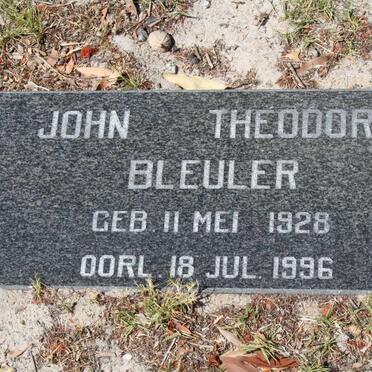 JOHN THEODOR
BLEULER
GEB. 11 MEI 1928
OORL. 18 JUL. 1996